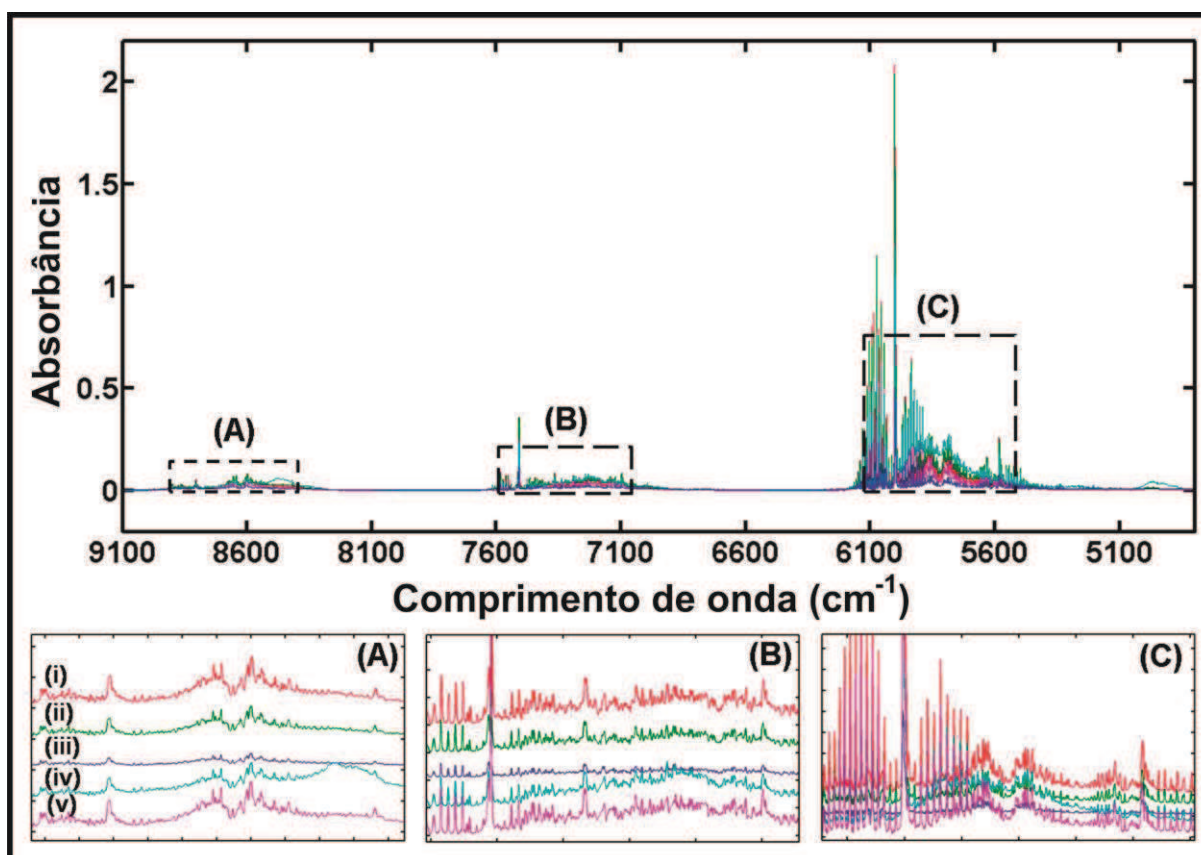 Absorbância
2
1.5
1
0.5
0
(A)
(B)
(C)
9100 8600 8100 7600 7100 6600 6100 5600 5100
Comprimento de onda (cm-1)
(A)
(i)
(ii)
(iii)
(iv)
(v)
(B)
(C)